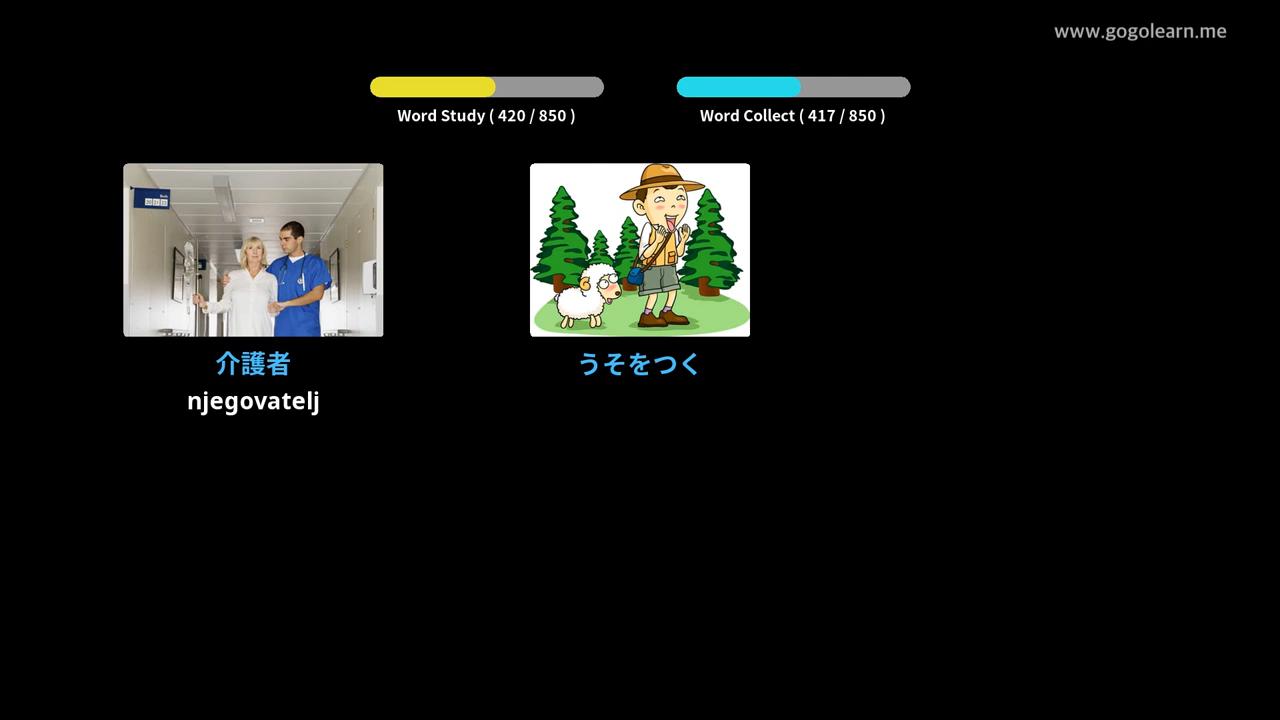 www.gogolearn.me
Word Study ( 420 / 850 )
Word Collect ( 417 / 850 )
介護者
njegovatelj
うそをつく